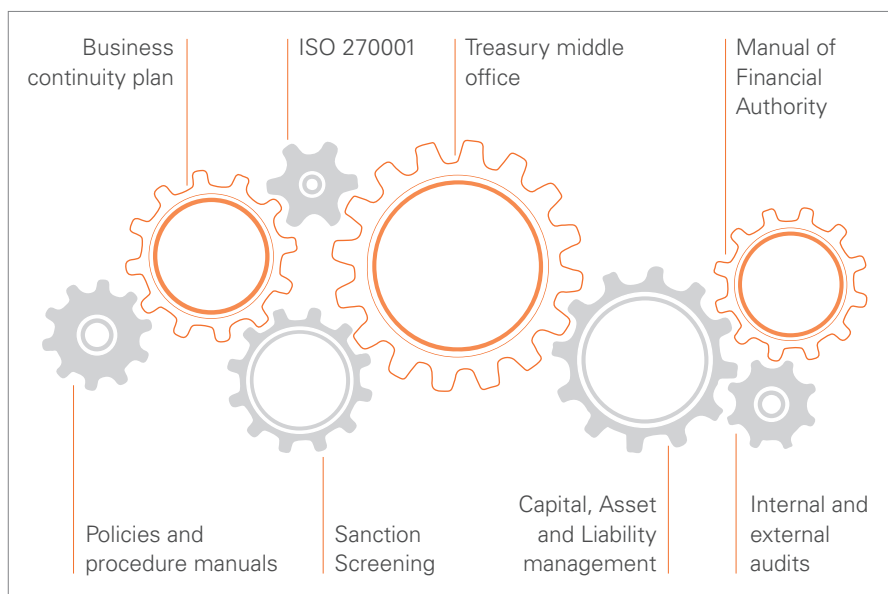 Business
continuity plan
ISO 270001
Treasury middle
office
Manual of
Financial
Authority
Policies and
procedure manuals
Sanction
Screening
Capital, Asset
and Liability
management
Internal and
external
audits